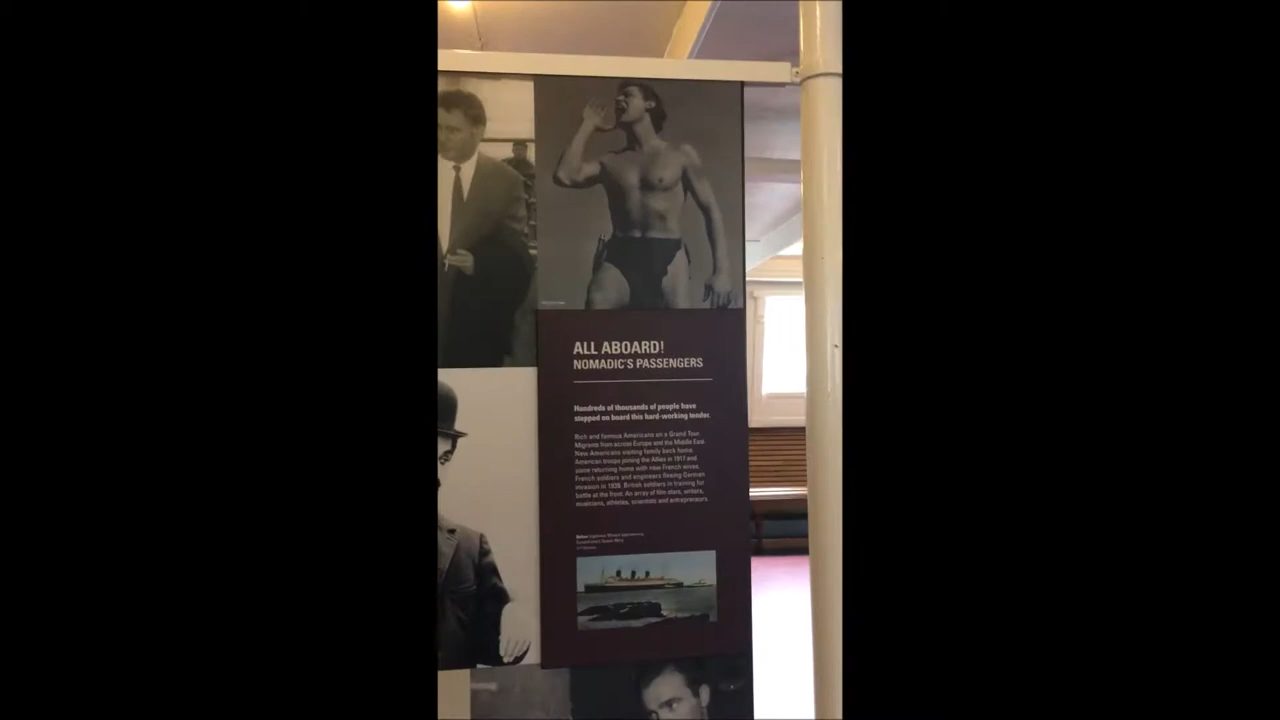 ALL ABOARD!
NOMADIC'S PASSENGERS
Hundreds of thousands of people have
stepped on board this hard-working tender.
Rich and famous Americans on a Grand Tour
Migrants from across Europe and the Middle East.
New Americans visiting family back home.
American troops joining the Allies in 1917 and
some returning home with new French wives.
French soldiers and engineers fleeing German
invasion in British soldiers in training for
battle at the front. An array of film stars, writers,
musicians, athletes, scientists and entrepreneurs